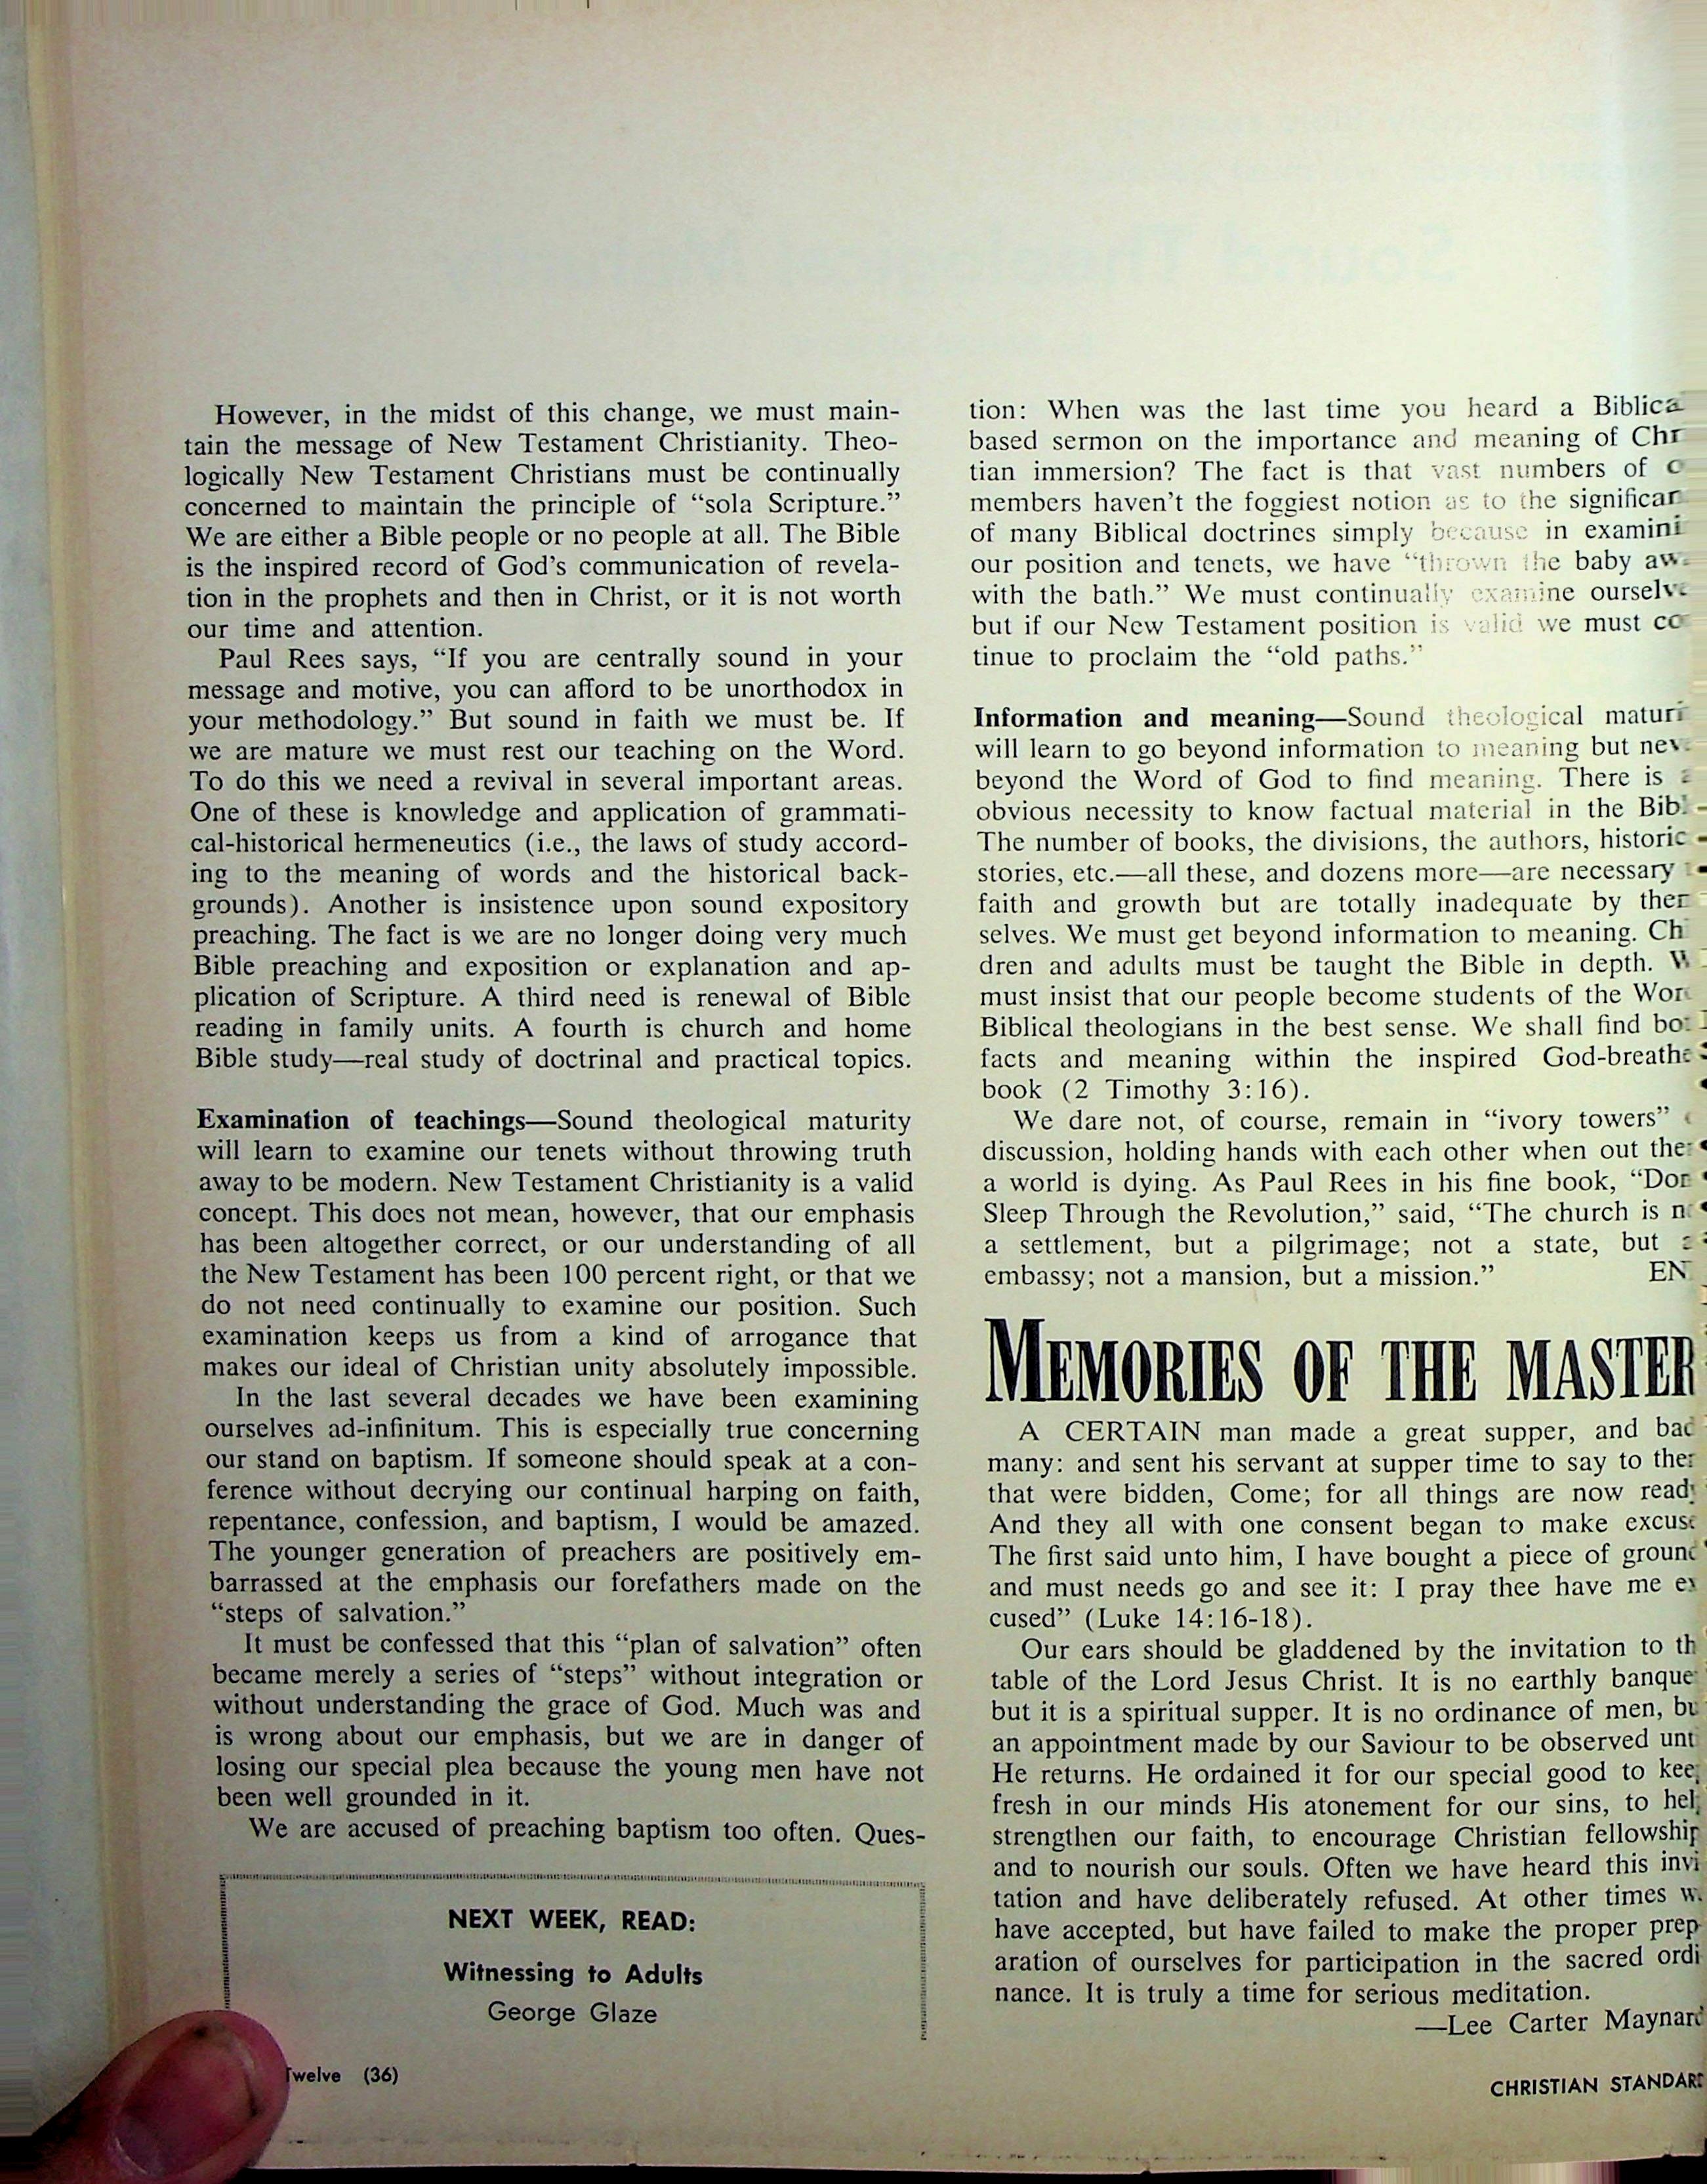 However, in the midst of this change, we must main-
tain the message of New Testament Christianity. Theo-
logically New Testament Christians must be continually
concerned to maintain the principle of “sola Scripture.”
We are either a Bible people or no people at all. The Bible
is the inspired record of God’s communication of revela-
tion in the prophets and then in Christ, or it is not worth
our time and attention.
Paul Rees says, “If you are centrally sound in your
message and motive, you can afford to be unorthodox in
your methodology.” But sound in faith we must be. If
we are mature we must rest our teaching on the Word.
To do this we need a revival in several important areas.
One of these is knowledge and application of grammati-
cal-historical hermeneutics (i.e., the laws of study accord-
ing to the meaning of words and the historical back-
grounds). Another is insistence upon sound expository
preaching. The fact is we are no longer doing very much
Bible preaching and exposition or explanation and ap-
plication of Scripture. A third need is renewal of Bible
reading in family units. A fourth is church and home
Bible study—real study of doctrinal and practical topics.
Examination of teachings—Sound theological maturity
will learn to examine our tenets without throwing truth
away to be modern. New Testament Christianity is a valid
concept. This does not mean, however, that our emphasis
has been altogether correct, or our understanding of all
the New Testament has been 100 percent right, or that we
do not need continually to examine our position. Such
examination keeps us from a kind of arrogance that
makes our ideal of Christian unity absolutely impossible.
In the last several decades we have been examining
ourselves ad-infinitum. This is especially true concerning
our stand on baptism. If someone should speak at a con-
ference without decrying our continual harping on faith,
repentance, confession, and baptism, I would be amazed.
The younger generation of preachers are positively em-
barrassed at the emphasis our forefathers made on the
“steps of salvation.”
It must be confessed that this “plan of salvation” often
became merely a series of “steps” without integration or
without understanding the grace of God. Much was and
is wrong about our emphasis, but we are in danger of
losing our special plea because the young men have not
been well grounded in it.
We are accused of preaching baptism too often. Ques-
NEXT WEEK, READ:
Witnessing to Adults
George Glaze
Twelve (36)
tion: When was the last time you heard a
based sermon on the importance and meaning of
tian immersion? The fact is that vast numbers of
members haven’t the foggiest notion as to the
of many Biblical doctrines simply because in
our position and tenets, we have “thrown the baby
with the bath.” We must continually examine
but if our New Testament position is valid we must
tinue to proclaim the “old paths.”
Information and meaning—Sound theological
will learn to go beyond information to meaning but
beyond the Word of God to find meaning. There is
obvious necessity to know factual material in the
The number of books, the divisions, the authors,
stories, etc.—all these, and dozens more—are necessary
faith and growth but are totally inadequate by
selves. We must get beyond information to meaning.
dren and adults must be taught the Bible in depth.
must insist that our people become students of the
Biblical theologians in the best sense. We shall find
facts and meaning within the inspired
book (2 Timothy 3:16).
We dare not, of course, remain in “ivory towers”
discussion, holding hands with each other when out
a world is dying. As Paul Rees in his fine book,
Sleep Through the Revolution,” said, “The church is
a settlement, but a pilgrimage; not a state, but
embassy; not a mansion, but a mission.”
MEMORIES OF THE MASTER
A CERTAIN man made a great supper, and
many: and sent his servant at supper time to say to
that were bidden, Come; for all things are now
And they all with one consent began to make
The first said unto him, I have bought a piece of
and must needs go and see it: I pray thee have me
cused” (Luke 14:16-18).
Our ears should be gladdened by the invitation to
table of the Lord Jesus Christ. It is no earthly
but it is a spiritual supper. It is no ordinance of men,
an appointment made by our Saviour to be observed
He returns. He ordained it for our special good to
fresh in our minds His atonement for our sins, to
strengthen our faith, to encourage Christian
and to nourish our souls. Often we have heard this
tation and have deliberately refused. At other times
have accepted, but have failed to make the proper
aration of ourselves for participation in the sacred
nance. It is truly a time for serious meditation.
—Lee Carter Maynard
CHRISTIAN STANDARD